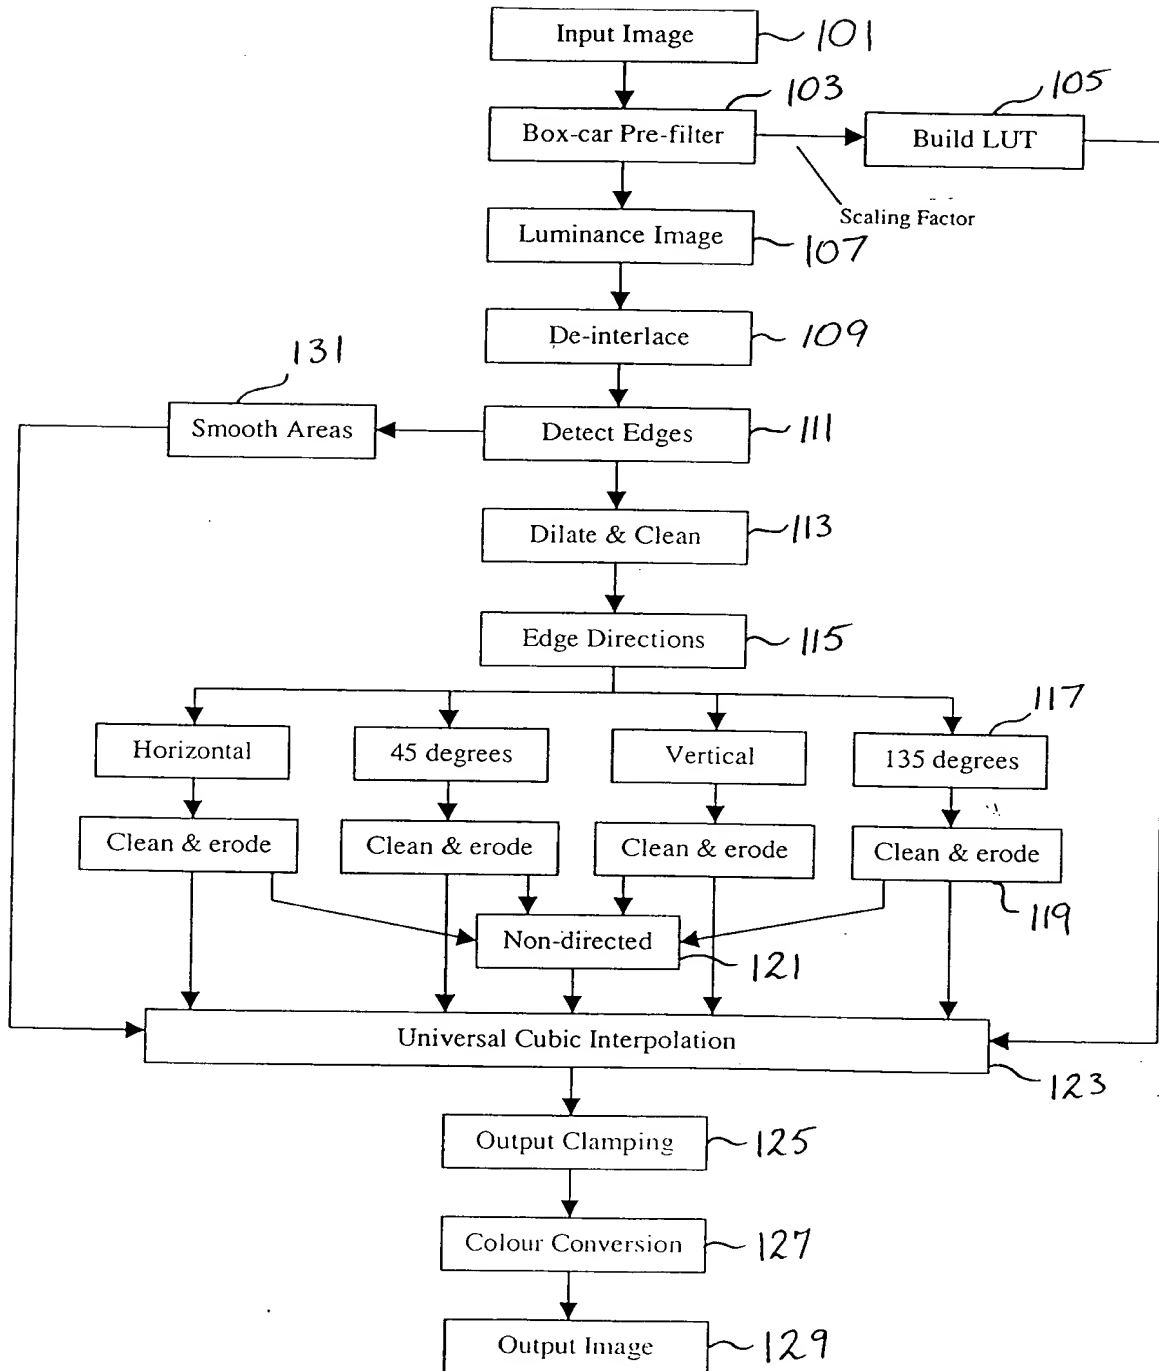 Input Image
101
103
105
Box-car Pre-filter
Build LUT
Scaling Factor
Luminance Image
107
De-interlace
109
131
Smooth Areas
Detect Edges
111
Dilate & Clean
113
Edge Directions
115
117
Horizontal
45 degrees
Vertical
135 degrees
Clean & erode
Clean & erode
Clean & erode
Clean & erode
119
Non-directed
121
Universal Cubic Interpolation
123
Output Clamping
125
Colour Conversion
127
Output Image
129